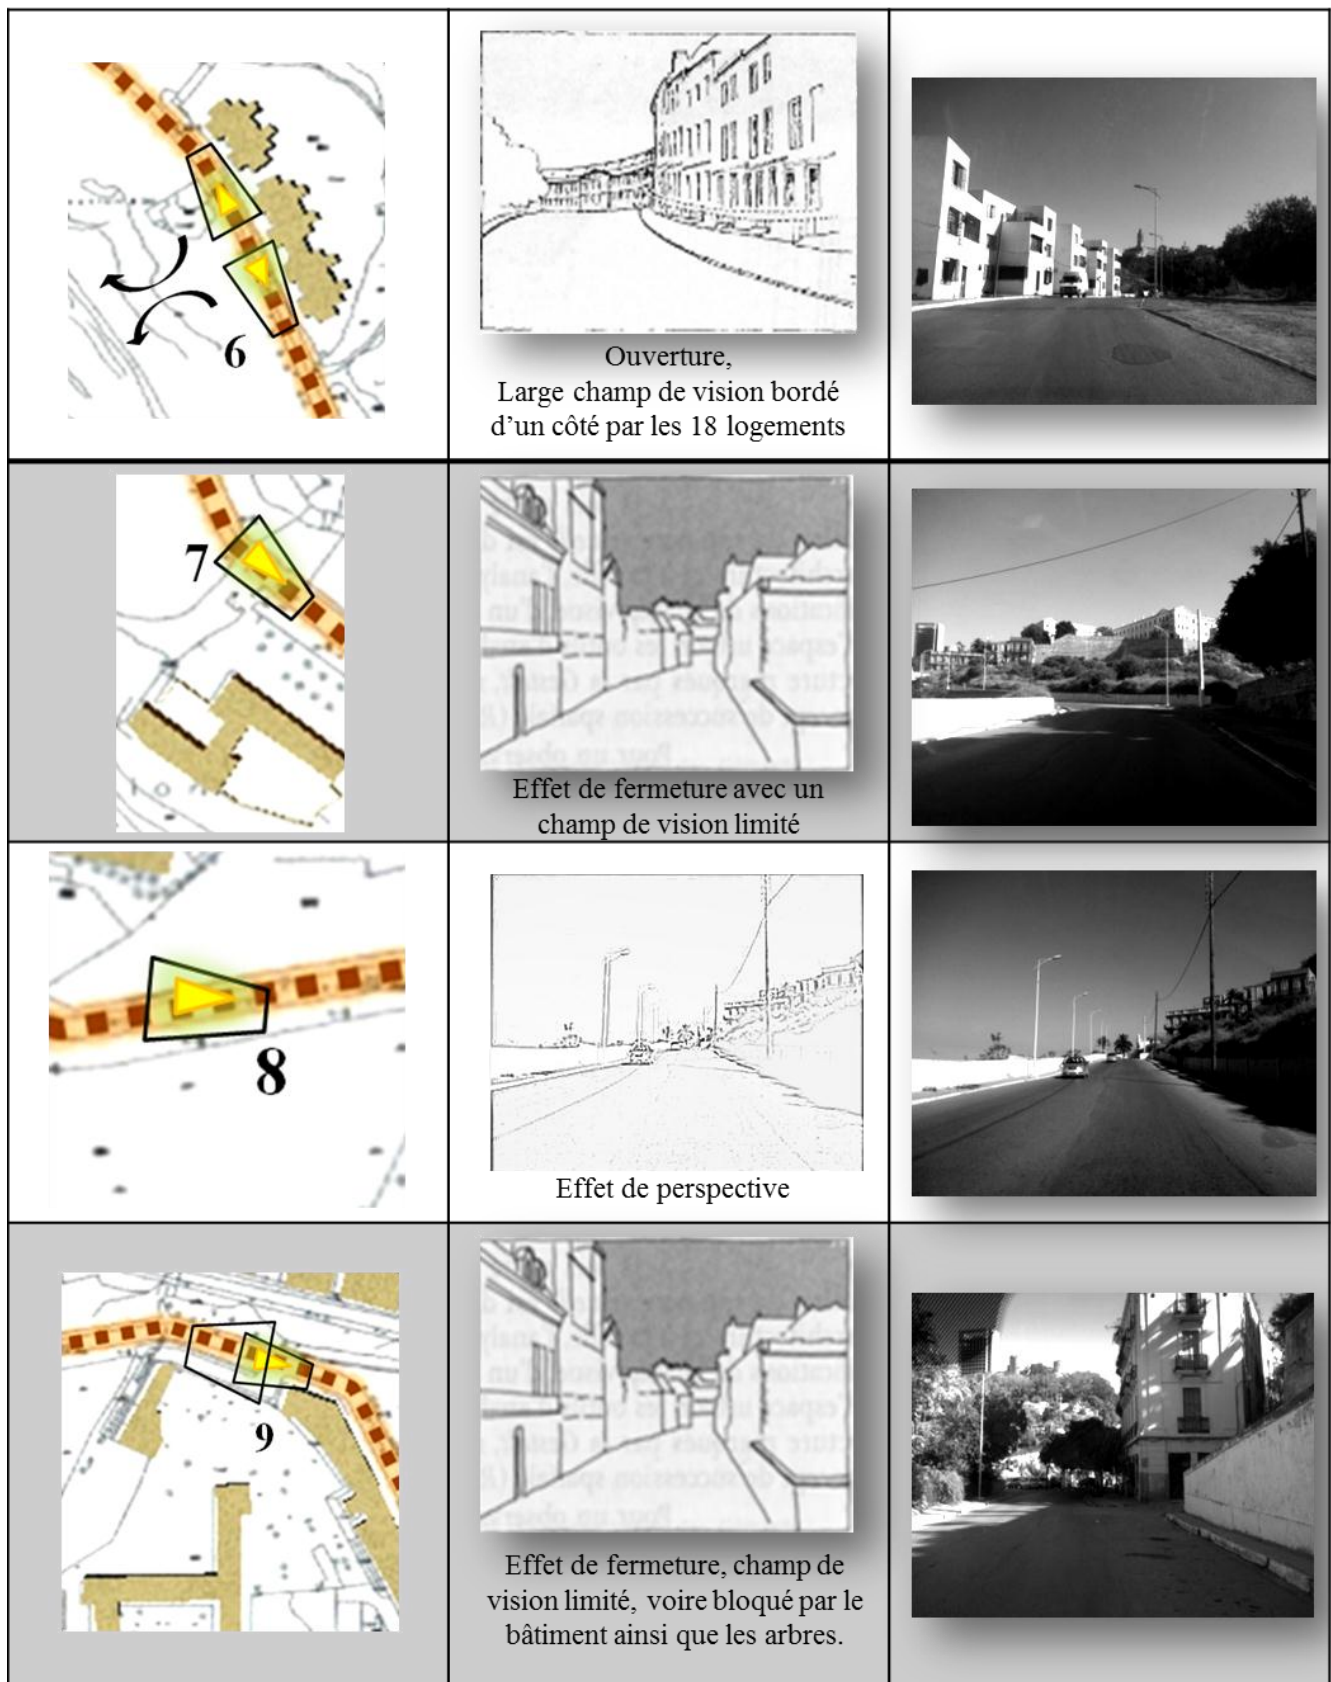 6
Ouverture,
Large champ de vision bordé
d'un côté par les 18 logements
7
Effet de fermeture avec un
champ de vision limité
8
Effet de perspective
9
Effet de fermeture, champ de
vision limité, voire bloqué par le
bâtiment ainsi que les arbres.